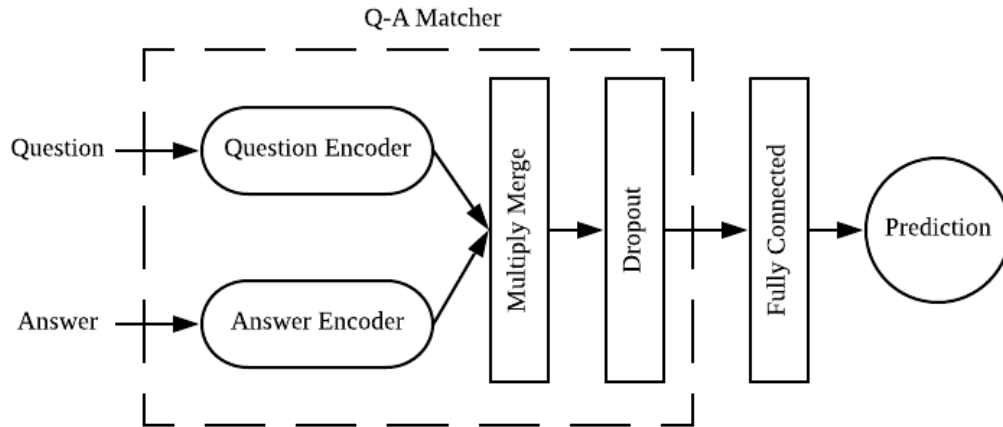 Q-A Matcher
Question
Question Encoder
Answer
Answer Encoder
Multiply Merge
Dropout
Fully Connected
Prediction